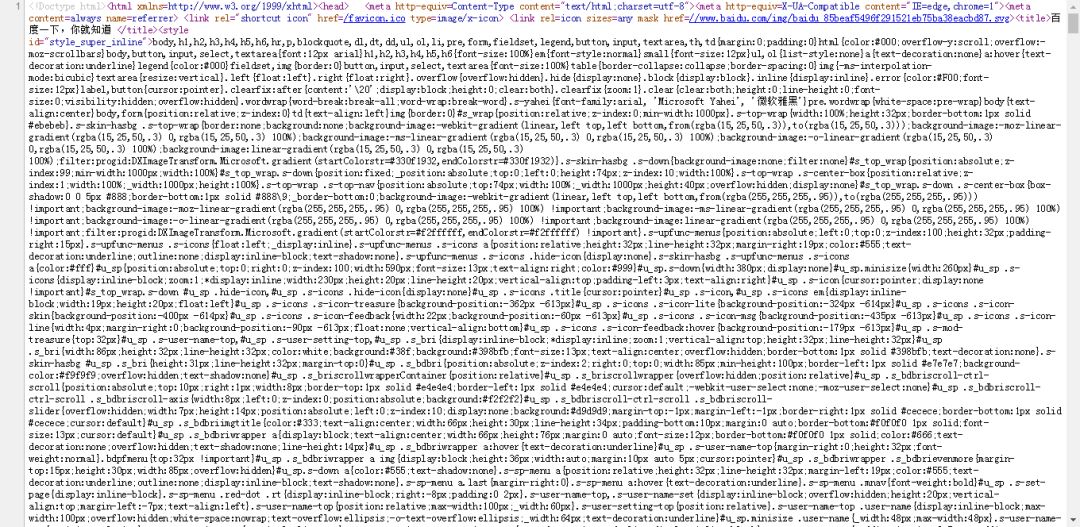 1 <!Doctype html><html xmlns=http://www.w3.org/1999/xhtml><head> <meta http-equiv=Content-Type content="text/html;charset=utf-8"><meta http-equiv=X-UA-Compatible content="IE=edge,chrome=1"><meta
content=always name=referrer> <link rel="shortcut icon" href=/favicon.ico type=image/x-icon> <link rel=icon sizes=any mask href=//www.baidu.com/img/baidu_85beaf5496f291521eb75ba38eacbd87.svg><title>百
度一下，你就知道 </title><style
id="style_super_inline">body,h1,h2,h3,h4,h5,h6,hr,p,blockquote,dl,dt,dd,ul,ol,li,pre,form,fieldset,legend,button,input,textarea,th,td{margin:0;padding:0}html{color:#000;overflow-y:scroll;overflow:
-moz-scrollbars}body,button,input,select,textarea{font:12px arial}h1,h2,h3,h4,h5,h6{font-size:100%}em{font-style:normal}small{font-size:12px}ul,ol{list-style:none}a{text-decoration:none}a:hover{text
-decoration:underline}legend{color:#000}fieldset,img{border:0}button,input,select,textarea{font-size:100%}table{border-collapse:collapse;border-spacing:0}img{-ms-interpolation
-mode:bicubic}textarea{resize:vertical}.left{float:left}.right{float:right}.overflow{overflow:hidden}.hide{display:none}.block{display:block}.inline{display:inline}.error{color:#F00;font-
size:12px}label,button{cursor:pointer}.clearfix:after{content:'\20';display:block;height:0;clear:both}.clearfix{zoom:1}.clear{clear:both;height:0;line-height:0;font-
size:0;visibility:hidden;overflow:hidden}.wordwrap{word-break:break-all;word-wrap:break-word}.s-yahei{font-family:arial, 'Microsoft Yahei', '微软雅黑'}pre.wordwrap{white-space:pre-wrap}body{text
-align:center}body,form{position:relative;z-index:0}td{text-align:left}img{border:0}#s_wrap{position:relative;z-index:0;min-width:1000px}.s-top-wrap{width:100%;height:32px;border-bottom:1px solid
#ebebeb}.s-skin-hasbg .s-top-wrap{border:none;background:none;background-image:-webkit-gradient(linear,left top,left bottom,from(rgba(15,25,50,.3)),to(rgba(15,25,50,.3)));background-image:-moz-linear-
gradient(rgba(15,25,50,.3) 0,rgba(15,25,50,.3) 100%);background-image:-ms-linear-gradient(rgba(15,25,50,.3) 0,rgba(15,25,50,.3) 100%);background-image:-o-linear-gradient(rgba(15,25,50,.3)
0,rgba(15,25,50,.3) 100%);background-image:linear-gradient(rgba(15,25,50,.3) 0,rgba(15,25,50,.3)
100%);filter:progid:DXImageTransform.Microsoft.gradient(startColorstr=#330f1932,endColorstr=#330f1932)}.s-skin-hasbg .s-down{background-image:none;filter:none}#s_top_wrap{position:absolute;z-
index:99;min-width:1000px;width:100%}#s_top_wrap.s-down{position:fixed;_position:absolute;top:0;left:0;height:74px;z-index:10;width:100%}.s-top-wrap .s-center-box{position:relative;z-
index:1;width:100%;_width:1000px;height:100%}.s-top-wrap .s-top-nav{position:absolute;top:74px;width:100%;_width:1000px;height:40px;overflow:hidden;display:none}#s_top_wrap.s-down .s-center-box{box-
shadow:0 0 5px #888;border-bottom:1px solid #888\9;_border-bottom:0;background-image:-webkit-gradient(linear,left top,left bottom,from(rgba(255,255,255,.95)),to(rgba(255,255,255,.95)))
!important;background-image:-moz-linear-gradient(rgba(255,255,255,.95) 0,rgba(255,255,255,.95) 100%) !important;background-image:-ms-linear-gradient(rgba(255,255,255,.95) 0,rgba(255,255,255,.95) 100%)
!important;background-image:-o-linear-gradient(rgba(255,255,255,.95) 0,rgba(255,255,255,.95) 100%) !important;background-image:linear-gradient(rgba(255,255,255,.95) 0,rgba(255,255,255,.95) 100%)
!important;filter:progid:DXImageTransform.Microsoft.gradient(startColorstr=#f2ffffff,endColorstr=#f2ffffff) !important}.s-upfunc-menus{position:absolute;left:0;top:0;z-index:100;height:32px;padding-
right:15px}.s-upfunc-menus .s-icons{float:left;_display:inline}.s-upfunc-menus .s-icons a{position:relative;height:32px;line-height:32px;margin-right:19px;color:#555;text-
decoration:underline;outline:none;display:inline-block;text-shadow:none}.s-upfunc-menus .s-icons .hide-icon{display:none}.s-skin-hasbg .s-upfunc-menus .s-icons
a{color:#fff}#u_sp{position:absolute;top:0;right:0;z-index:100;width:590px;font-size:13px;text-align:right;color:#999}#u_sp.s-down{width:380px;display:none}#u_sp.minisize{width:260px}#u_sp .s-
icons{display:inline-block;zoom:1;*display:inline;width:230px;height:20px;line-height:20px;vertical-align:top;padding-left:3px;text-align:right}#u_sp .s-icon{cursor:pointer;display:none
!important}#s_top_wrap.s-down #u_sp .hide-icon,#u_sp .s-icons .hide-icon{display:none}#u_sp .s-icons .title{cursor:pointer}#u_sp .s-icon,#u_sp .s-icons em{display:inline-
block;width:19px;height:20px;float:left}#u_sp .s-icons .s-icon-treasure{background-position:-362px -613px}#u_sp .s-icons .s-icon-lite{background-position:-324px -614px}#u_sp .s-icons .s-icon-
skin{background-position:-400px -614px}#u_sp .s-icons .s-icon-feedback{width:22px;background-position:-60px -613px}#u_sp .s-icons .s-icon-msg{background-position:-435px -613px}#u_sp .s-icons .s-icon-
line{width:4px;margin-right:0;background-position:-90px -613px;float:none;vertical-align:bottom}#u_sp .s-icons .s-icon-feedback:hover{background-position:-179px -613px}#u_sp .s-mod-
treasure{top:32px}#u_sp .s-user-name-top,#u_sp .s-user-setting-top,#u_sp .s_bri{display:inline-block;*display:inline;zoom:1;vertical-align:top;height:32px;line-height:32px}#u_sp
.s_bri{width:86px;height:32px;line-height:32px;color:white;background:#38f;background:#398bfb;font-size:13px;text-align:center;overflow:hidden;border-bottom:1px solid #398bfb;text-decoration:none}.s-
skin-hasbg #u_sp .s_bri{height:31px;line-height:32px;margin-top:0}#u_sp .s_bdbri{position:absolute;z-index:2;right:0;top:0;width:85px;min-height:100px;border-left:1px solid #e7e7e7;background-
color:#f9f9f9;overflow:hidden;text-shadow:none}#u_sp .s_briscrollwrapperContainer{position:relative}#u_sp .s_briscrollwrapper{overflow:hidden;position:relative}#u_sp .s_bdbriscroll-ctrl-
scroll{position:absolute;top:10px;right:1px;width:8px;border-top:1px solid #e4e4e4;border-left:1px solid #e4e4e4;cursor:default;-webkit-user-select:none;-moz-user-select:none}#u_sp .s_bdbriscroll-
ctrl-scroll .s_bdbriscroll-axis{width:8px;left:0;z-index:0;position:absolute;background:#f2f2f2}#u_sp .s_bdbriscroll-ctrl-scroll .s_bdbriscroll-
slider{overflow:hidden;width:7px;height:14px;position:absolute;left:0;z-index:10;display:none;background:#d9d9d9;margin-top:-1px;margin-left:-1px;border-right:1px solid #cecece;border-bottom:1px solid
#cecece;cursor:default}#u_sp .s_bdbriimgtitle{color:#333;text-align:center;width:66px;height:30px;line-height:34px;padding-bottom:10px;margin:0 auto;border-bottom:#f0f0f0 1px solid;font-
size:13px;cursor:default}#u_sp .s_bdbriwrapper a{display:block;text-align:center;width:66px;height:76px;margin:0 auto;font-size:12px;border-bottom:#f0f0f0 1px solid;color:#666;text-
decoration:none;overflow:hidden;text-shadow:none;line-height:14px}#u_sp .s_bdbriwrapper a:hover{text-decoration:underline}#u_sp .s-user-name-top{margin-right:0;height:32px;font-
weight:normal}.bdpfmenu{top:32px !important}#u_sp .s_bdbriwrapper a img{display:block;height:36px;width:auto;margin:10px auto 5px;cursor:pointer}#u_sp .s_bdbriwrapper a.s_bdbrievenmore{margin-
top:15px;height:30px;width:85px;overflow:hidden}#u_sp.s-down a{color:#555;text-shadow:none}.s-sp-menu a{position:relative;height:32px;line-height:32px;margin-left:19px;color:#555;text-
decoration:underline;outline:none;display:inline-block}.s-sp-menu a.last{margin-right:0}.s-sp-menu a:hover{text-decoration:underline}.s-sp-menu .mnav{font-weight:bold}#u_sp .s-set-
page{display:inline-block}.s-sp-menu .red-dot .rt{display:inline-block;right:-8px;padding:0 2px}.s-user-name-top,.s-user-name-set{display:inline-block;overflow:hidden;height:20px;vertical-
align:top;margin-left:-7px;text-align:left}.s-user-name-top{position:relative;max-width:100px;_width:60px}.s-user-setting-top{position:relative}.s-user-name-top .user-name{display:inline-block;max-
width:100px;overflow:hidden;white-space:nowrap;text-overflow:ellipsis;-o-text-overflow:ellipsis;_width:64px;text-decoration:underline}#u_sp.minisize .user-name{_width:48px;max-width:48px}.s-user-name-